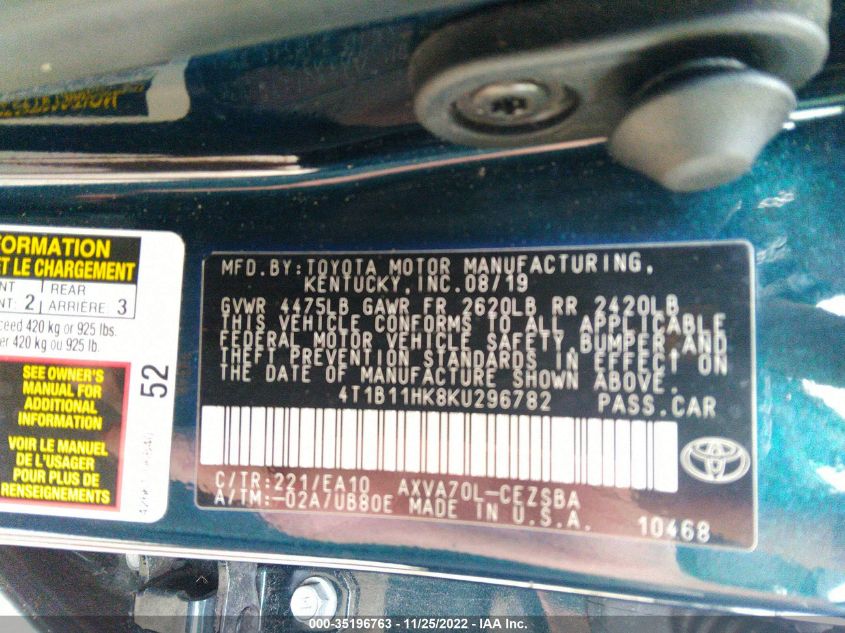 FORMATION
ET LE CHARGEMENT
NT 2 REAR 3
NT: ARRIÈRE
ceed 420 kg or 925 lbs.
er 420 kg ou 925 lb.
SEE OWNER'S
MANUAL FOR
ADDITIONAL
INFORMATION
VOIR LE MANUEL
DE L'USAGER
POUR PLUS DE
RENSEIGNEMENTS
52
MFD.BY:TOYOTA MOTOR MANUFACTURING,
KENTUCKY,INC.08/19
GVWR 4475LB GAWR FR 2620LB RR 2420LB
THIS VEHICLE CONFORMS TO ALL APPLICABLE
FEDERAL MOTOR VEHICLE SAFETY,BUMPER,AND
THEFT PREVENTION STANDARDS IN EFFECT ON
THE DATE OF MANUFACTURE SHOWN ABOVE.
4T1B11HK8KU296782 PASS.CAR
C/TR:221/EA10 AXVA70L-CEZSBA
A/TM:-02A/UB80E MADE IN U.S.A.
10468
000-35196763 - 11/25/2022 - IAA Inc.